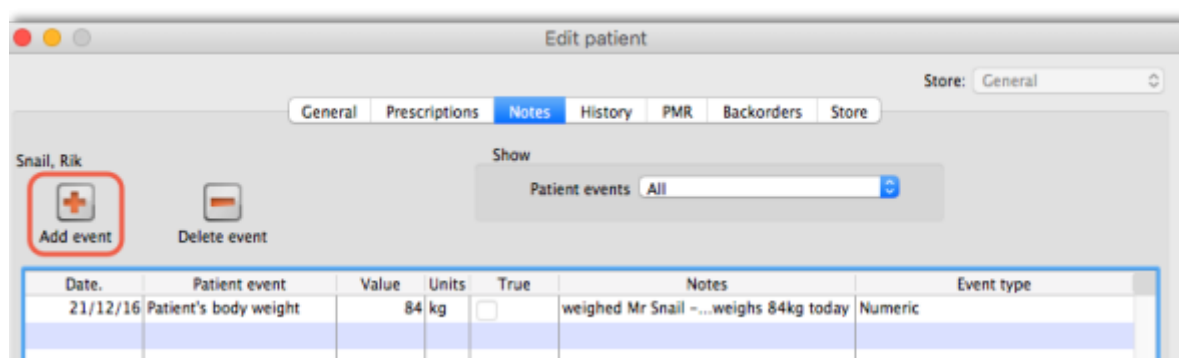 Edit patient
Store: General
General Prescriptions Notes History PMR Backorders Store
Snail, Rik
Show
Patient events All
Add event Delete event
Date. Patient event Value Units True Notes Event type
21/12/16 Patient's body weight 84 kg weighed Mr Snail -...weighs 84kg today Numeric